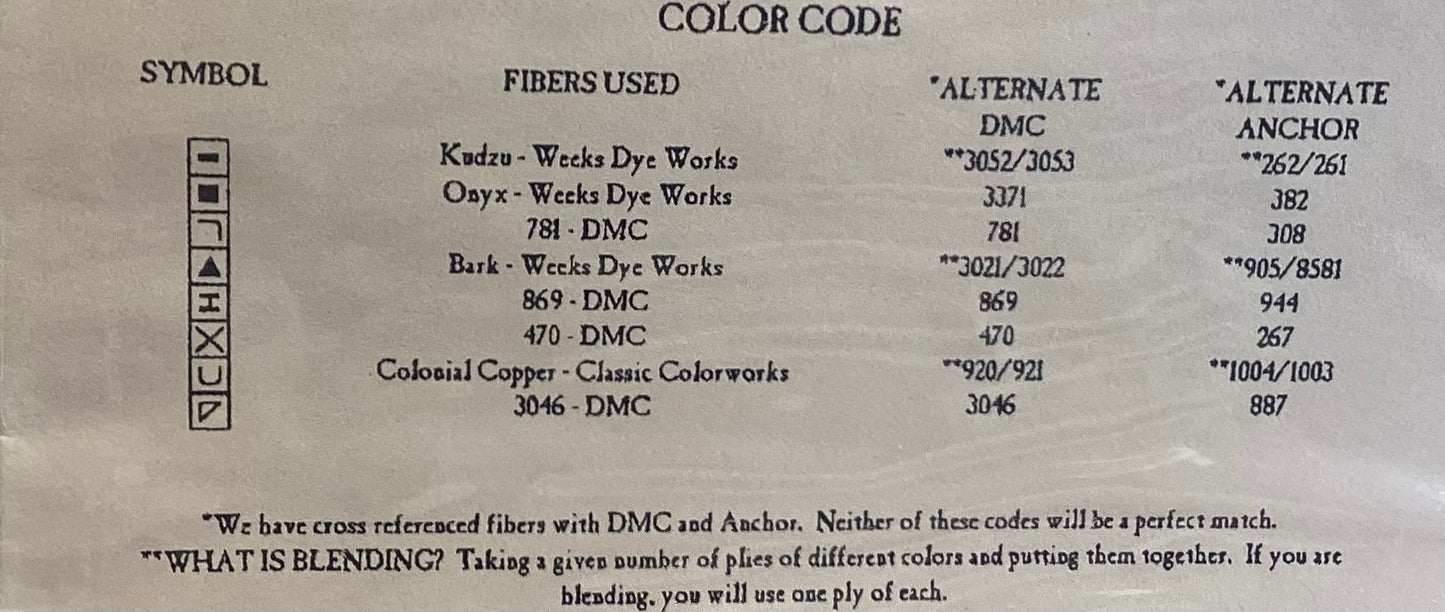 COLOR CODE
SYMBOL FIBERS USED *ALTERNATE DMC *ALTERNATE ANCHOR
Kudzu - Weeks Dye Works **3052/3053 **262/261
Onyx - Weeks Dye Works 3371 382
781 - DMC 781 308
Bark - Weeks Dye Works **3021/3022 **905/8581
869 - DMC 869 944
470 - DMC 470 267
Colonial Copper - Classic Colorworks **920/921 **1004/1003
3046 - DMC 3046 887
*We have cross referenced fibers with DMC and Anchor. Neither of these codes will be a perfect match.
**WHAT IS BLENDING? Taking a given number of plies of different colors and putting them together. If you are
blending, you will use one ply of each.